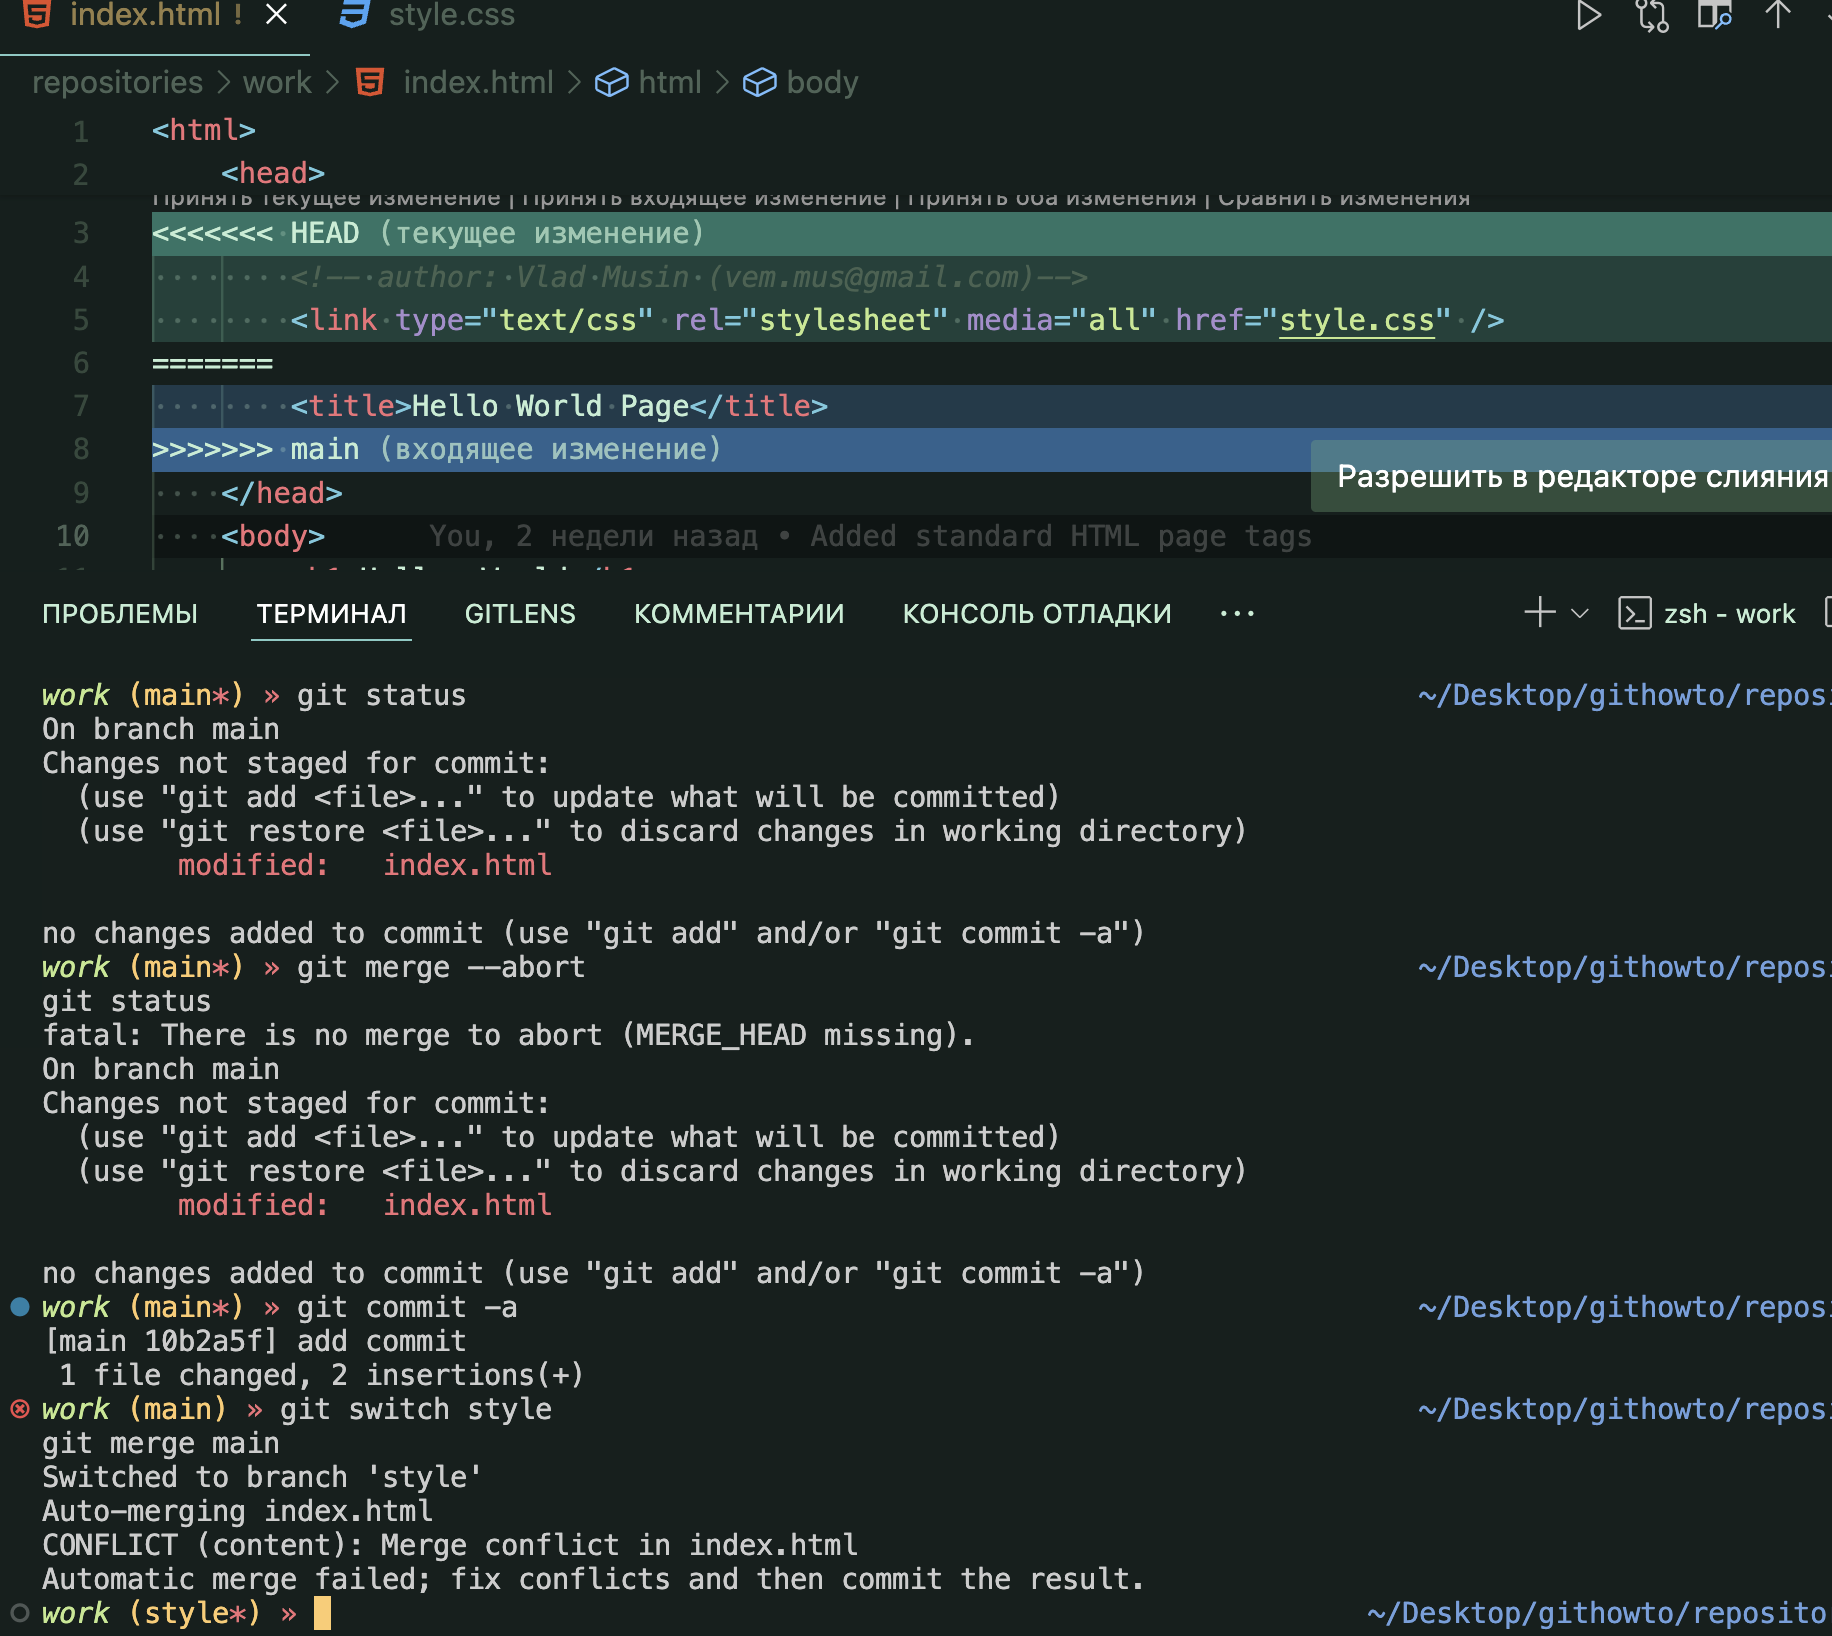 index.html ! style.css
repositories > work > index.html > html > body
1 <html>
2 <head>
Принять текущее изменение | Принять входящее изменение | Принять оба изменения | Сравнить изменения
3 <<<<<<< HEAD (текущее изменение)
4 <!-- author: Vlad Musin (vem.mus@gmail.com)-->
5 <link type="text/css" rel="stylesheet" media="all" href="style.css" />
6 =======
7 <title>Hello World Page</title>
8 >>>>>>> main (входящее изменение)
Разрешить в редакторе слияния
9 </head>
10 <body> You, 2 недели назад • Added standard HTML page tags
ПРОБЛЕМЫ ТЕРМИНАЛ GITLENS КОММЕНТАРИИ КОНСОЛЬ ОТЛАДКИ ··· zsh - work
work (main*) » git status ~/Desktop/githowto/reposi
On branch main
Changes not staged for commit:
(use "git add <file>..." to update what will be committed)
(use "git restore <file>..." to discard changes in working directory)
modified: index.html
no changes added to commit (use "git add" and/or "git commit -a")
work (main*) » git merge --abort ~/Desktop/githowto/reposi
git status
fatal: There is no merge to abort (MERGE_HEAD missing).
On branch main
Changes not staged for commit:
(use "git add <file>..." to update what will be committed)
(use "git restore <file>..." to discard changes in working directory)
modified: index.html
no changes added to commit (use "git add" and/or "git commit -a")
work (main*) » git commit -a ~/Desktop/githowto/reposi
[main 10b2a5f] add commit
1 file changed, 2 insertions(+)
work (main) » git switch style ~/Desktop/githowto/reposi
git merge main
Switched to branch 'style'
Auto-merging index.html
CONFLICT (content): Merge conflict in index.html
Automatic merge failed; fix conflicts and then commit the result.
work (style*) » ~/Desktop/githowto/reposito